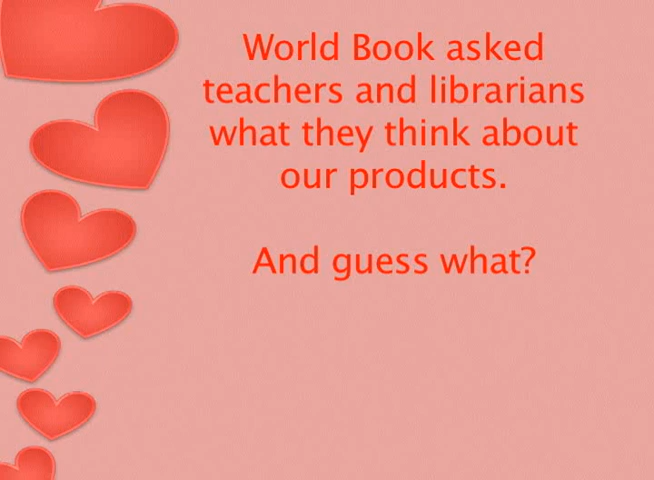 World Book asked
teachers and librarians
what they think about
our products.
And guess what?